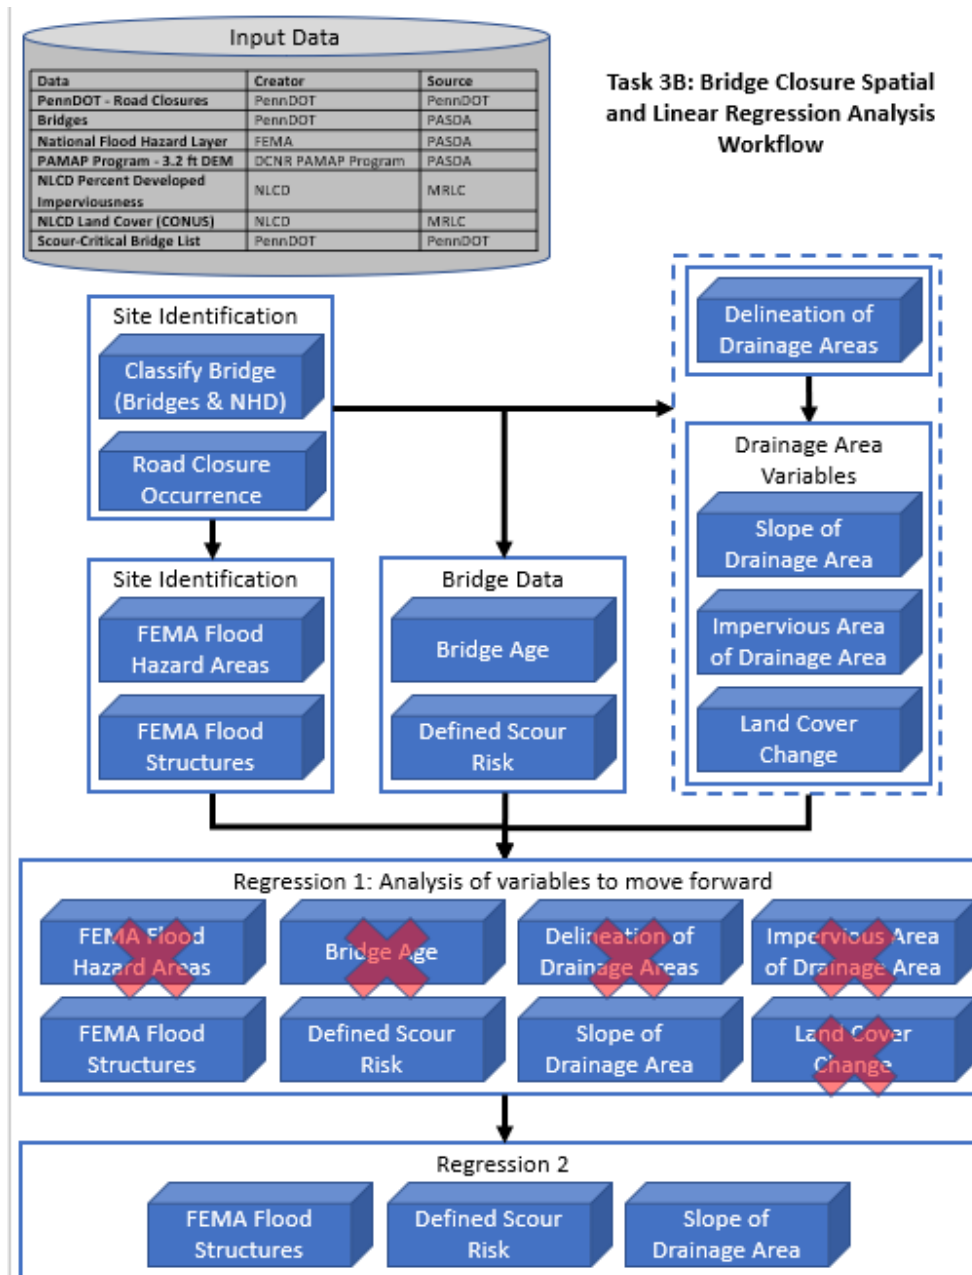 Input Data
Data Creator Source
PennDOT - Road Closures PennDOT PennDOT
Bridges PennDOT PASDA
National Flood Hazard Layer FEMA PASDA
PAMAP Program - 3.2 ft DEM DCNR PAMAP Program PASDA
NLCD Percent Developed
Imperviousness NLCD MRLC
NLCD Land Cover (CONUS) NLCD MRLC
Scour-Critical Bridge List PennDOT PennDOT
Task 3B: Bridge Closure Spatial
and Linear Regression Analysis
Workflow
Site Identification
Classify Bridge
(Bridges & NHD)
Road Closure
Occurrence
Delineation of
Drainage Areas
Drainage Area
Variables
Slope of
Drainage Area
Impervious Area
of Drainage Area
Land Cover
Change
Site Identification
FEMA Flood
Hazard Areas
FEMA Flood
Structures
Bridge Data
Bridge Age
Defined Scour
Risk
Regression 1: Analysis of variables to move forward
FEMA Flood
Hazard Areas
Bridge Age
Delineation of
Drainage Areas
Impervious Area
of Drainage Area
FEMA Flood
Structures
Defined Scour
Risk
Slope of
Drainage Area
Land Cover
Change
Regression 2
FEMA Flood
Structures
Defined Scour
Risk
Slope of
Drainage Area